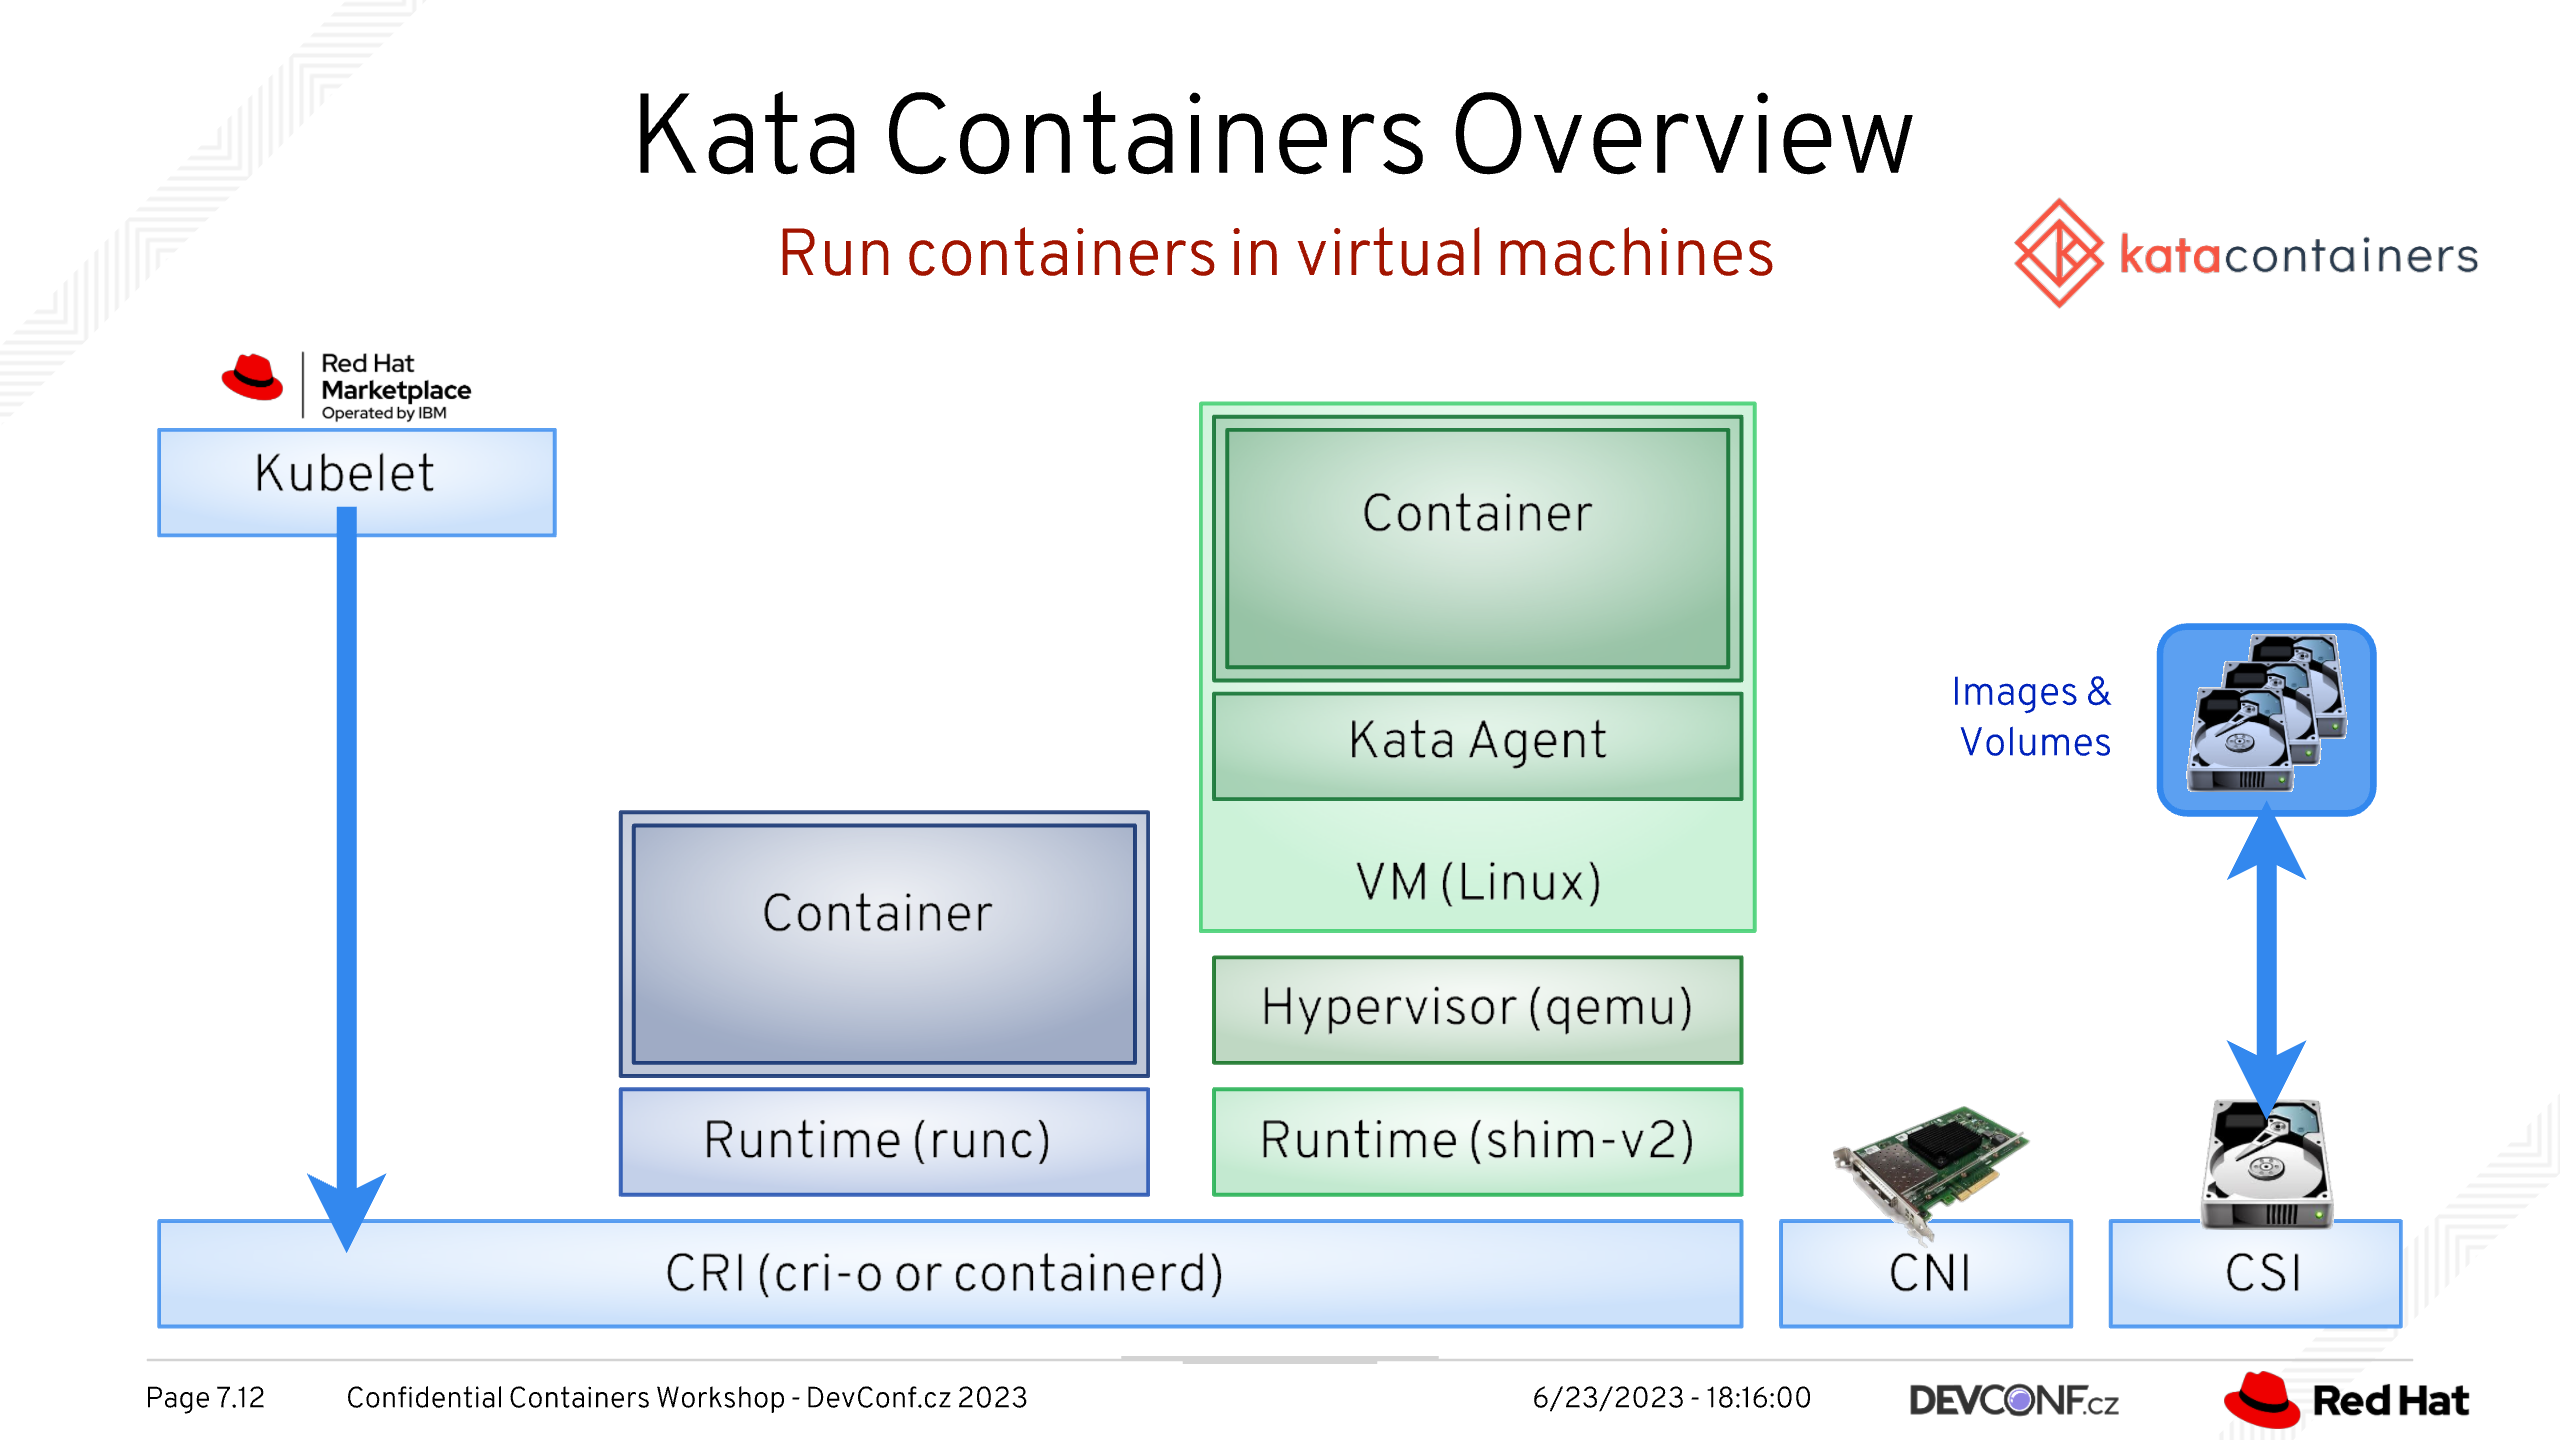 Kata Containers Overview
Run containers in virtual machines
katacontainers
Red Hat
Marketplace
Operated by IBM
Kubelet
Container
Kata Agent
VM (Linux)
Hypervisor (qemu)
Runtime (shim-v2)
Container
Runtime (runc)
Images &
Volumes
CRI (cri-o or containerd)
CNI
CSI
Page 7.12
Confidential Containers Workshop - DevConf.cz 2023
6/23/2023 - 18:16:00
DEVCONF.cz
Red Hat